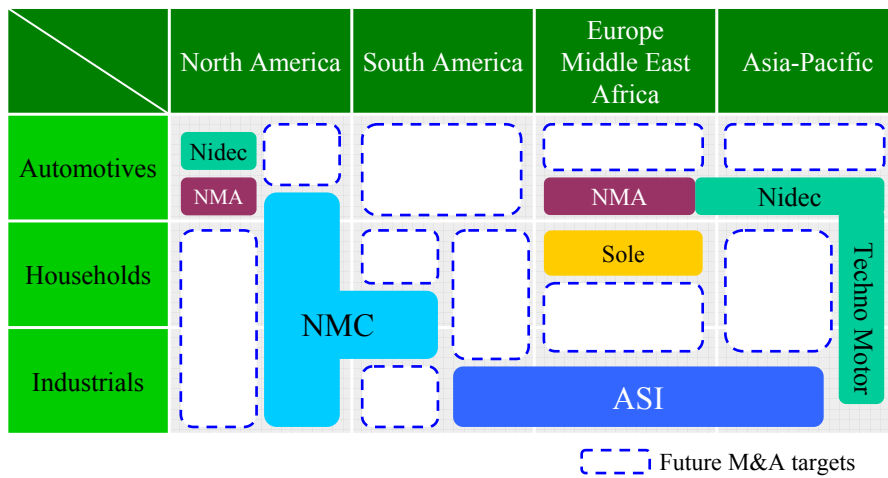 North America
South America
Europe
Middle East
Africa
Asia-Pacific
Automotives
Nidec
NMA
NMA
Nidec
Households
Sole
NMC
Techno Motor
Industrials
ASI
Future M&A targets